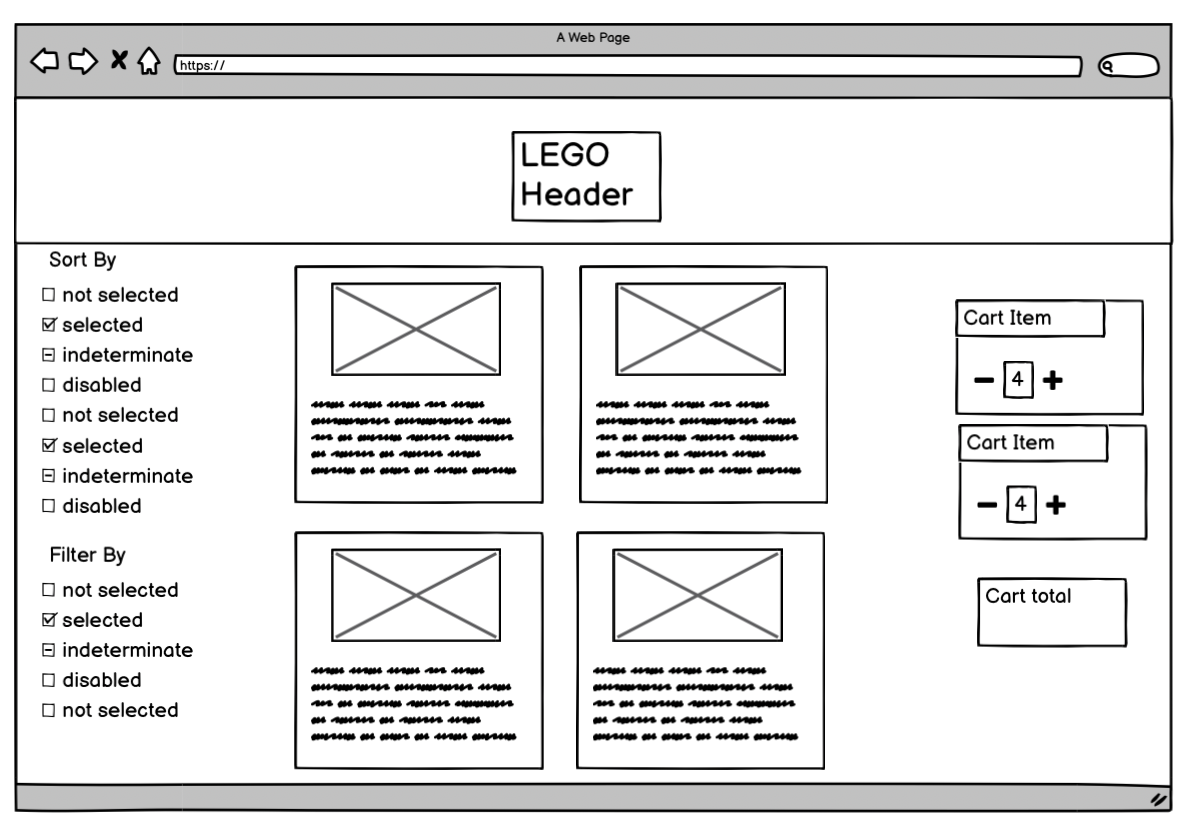 A Web Page
https://
LEGO
Header
Sort By
not selected
selected
indeterminate
disabled
not selected
selected
indeterminate
disabled
Filter By
not selected
selected
indeterminate
disabled
not selected
Cart Item
4
Cart Item
4
Cart total